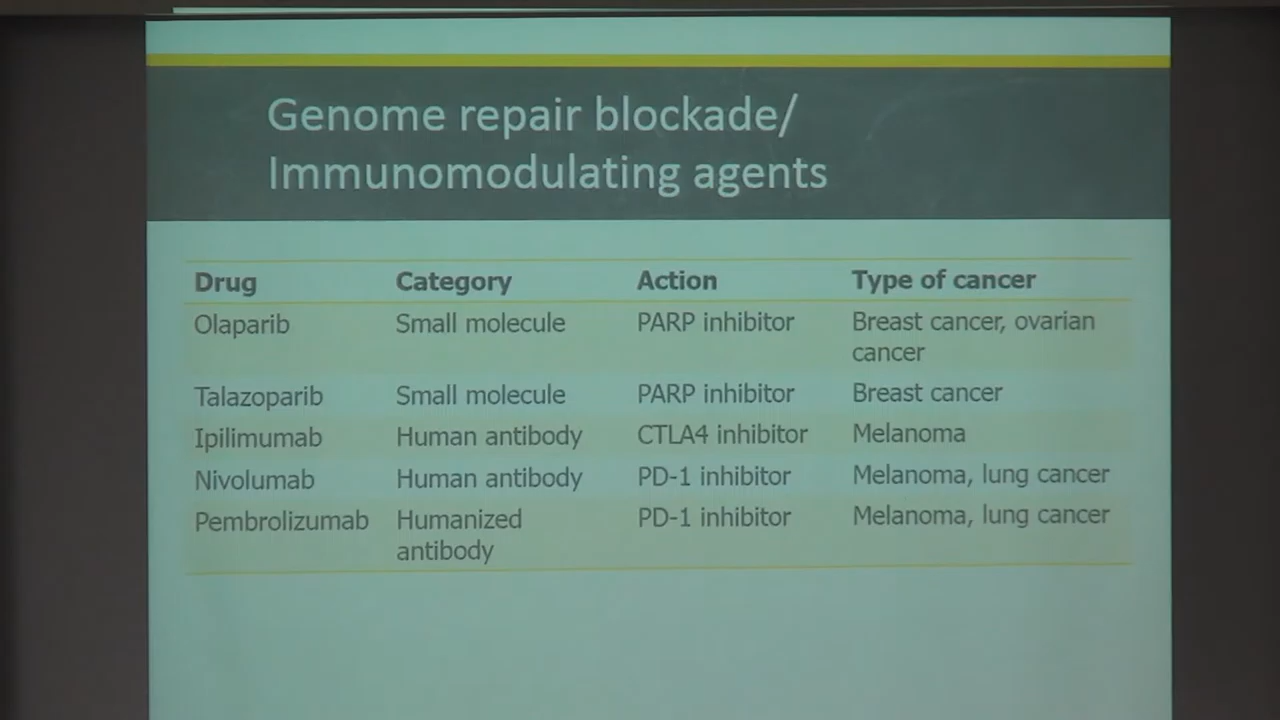 Genome repair blockade/
Immunomodulating agents
Drug Category Action Type of cancer
Olaparib Small molecule PARP inhibitor Breast cancer, ovarian
cancer
Talazoparib Small molecule PARP inhibitor Breast cancer
Ipilimumab Human antibody CTLA4 inhibitor Melanoma
Nivolumab Human antibody PD-1 inhibitor Melanoma, lung cancer
Pembrolizumab Humanized PD-1 inhibitor Melanoma, lung cancer
antibody